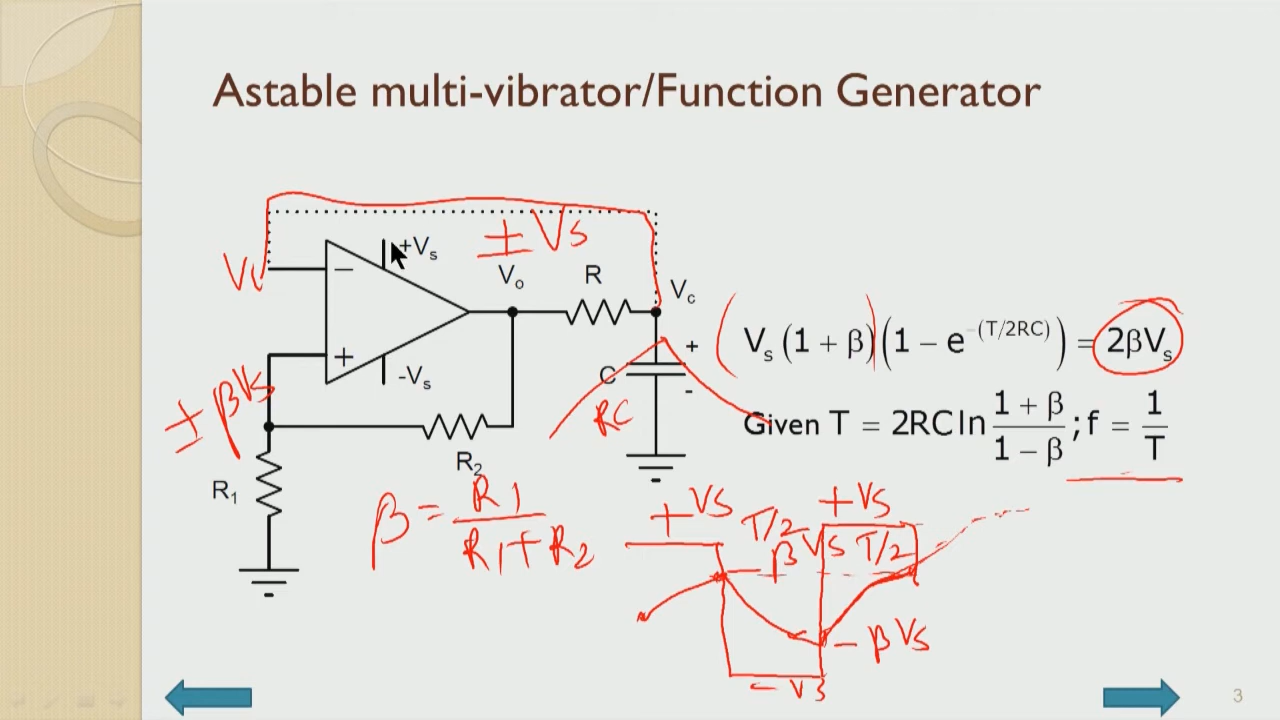 Astable multi-vibrator/Function Generator
± Vs
+Vs
Vo
R
Vc
−
+
-Vs
± βVs
C
+
-
RC
R2
R1
Vs (1 + β)(1 − e^-(T/2RC)) = 2βVs
Given T = 2RC ln (1 + β)/(1 − β) ; f = 1/T
β = R1/(R1+R2)
+Vs
T/2
+Vs
βVs
T/2
− βVs
− Vs
3